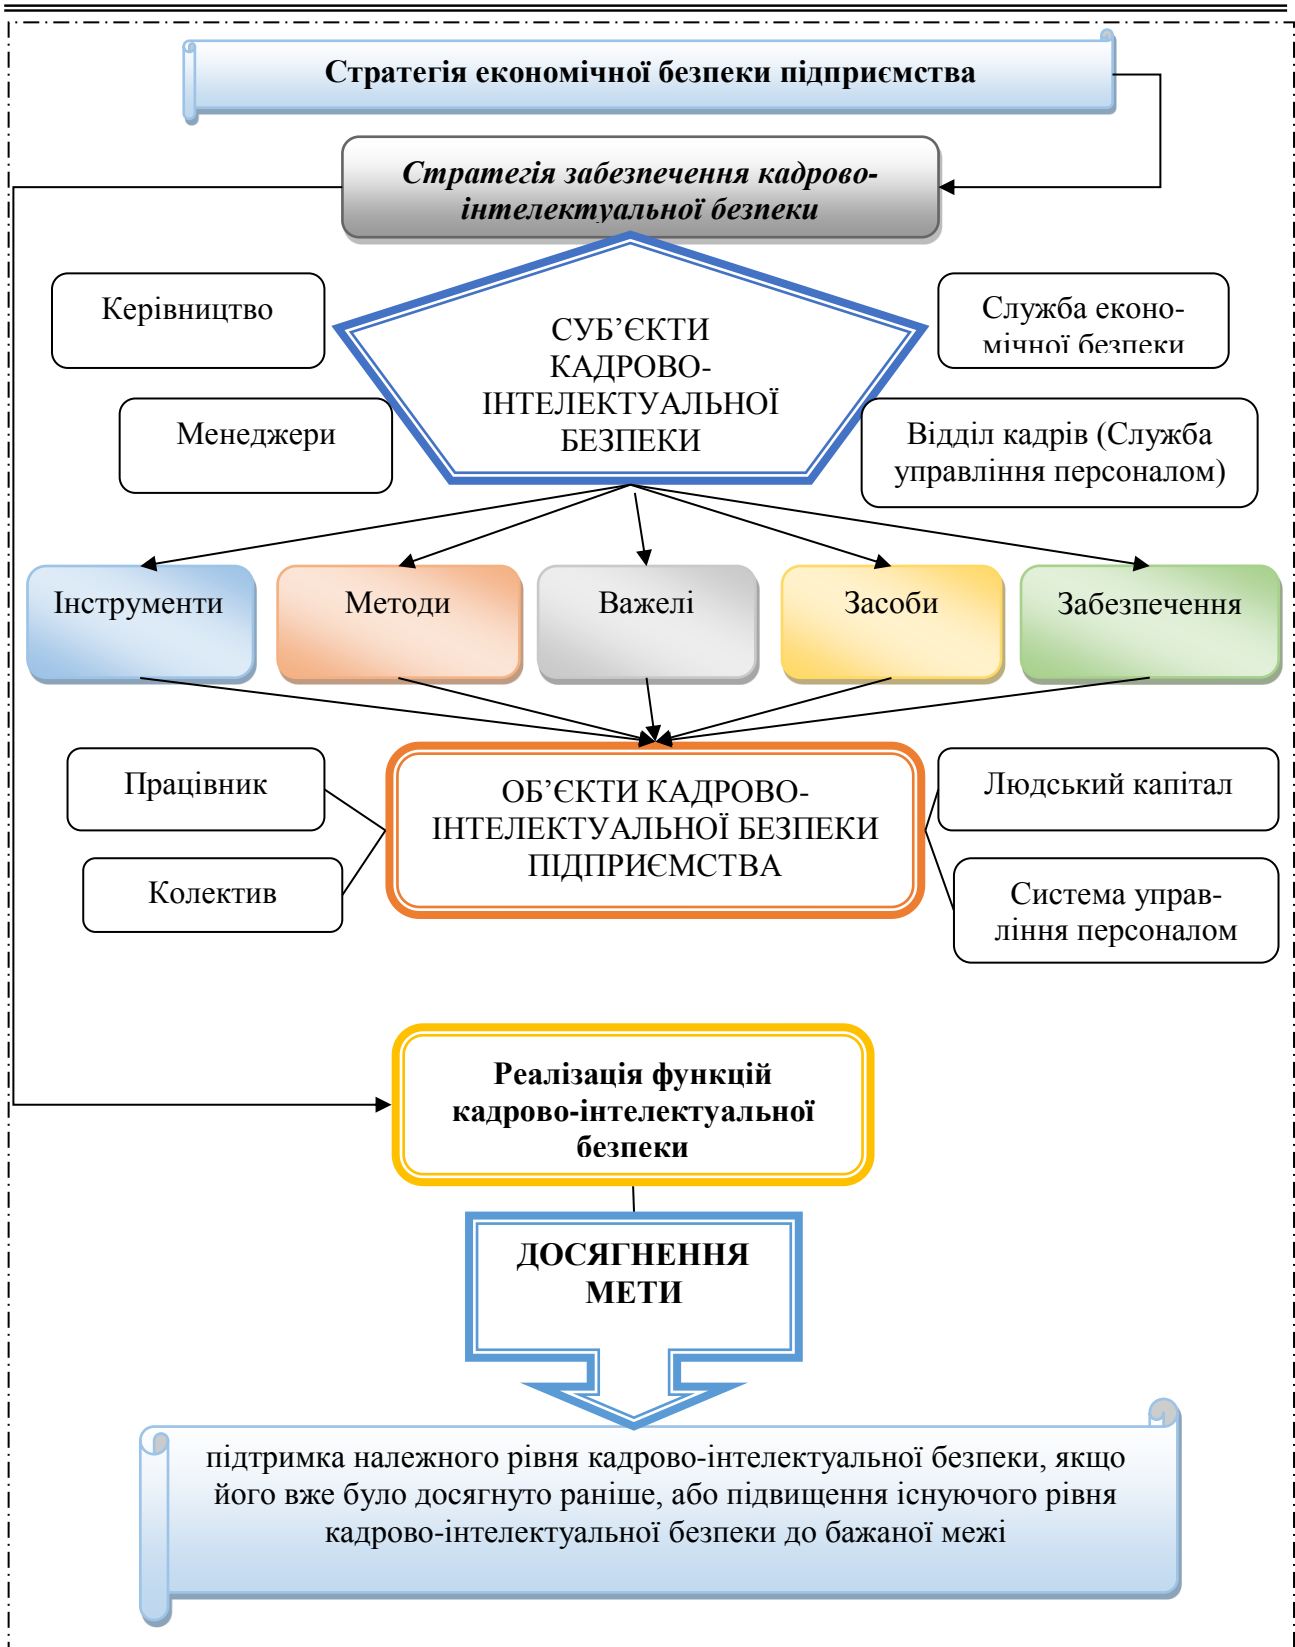 Стратегія економічної безпеки підприємства
Стратегія забезпечення кадрово-
інтелектуальної безпеки
Керівництво
Служба еконо-
мічної безпеки
СУБ’ЄКТИ
КАДРОВО-
ІНТЕЛЕКТУАЛЬНОЇ
БЕЗПЕКИ
Менеджери
Відділ кадрів (Служба
управління персоналом)
Інструменти
Методи
Важелі
Засоби
Забезпечення
Працівник
Колектив
ОБ’ЄКТИ КАДРОВО-
ІНТЕЛЕКТУАЛЬНОЇ БЕЗПЕКИ
ПІДПРИЄМСТВА
Людський капітал
Система управ-
ління персоналом
Реалізація функцій
кадрово-інтелектуальної
безпеки
ДОСЯГНЕННЯ
МЕТИ
підтримка належного рівня кадрово-інтелектуальної безпеки, якщо
його вже було досягнуто раніше, або підвищення існуючого рівня
кадрово-інтелектуальної безпеки до бажаної межі